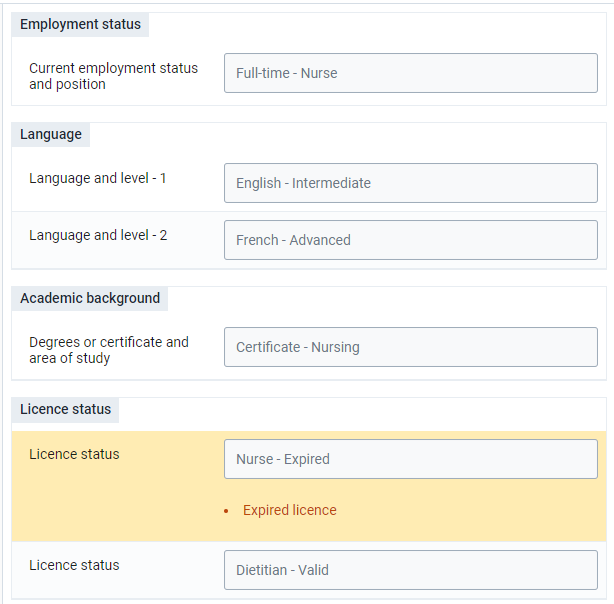 Employment status
Current employment status
and position
Full-time - Nurse
Language
Language and level - 1
English - Intermediate
Language and level - 2
French - Advanced
Academic background
Degrees or certificate and
area of study
Certificate - Nursing
Licence status
Licence status
Nurse - Expired
• Expired licence
Licence status
Dietitian - Valid